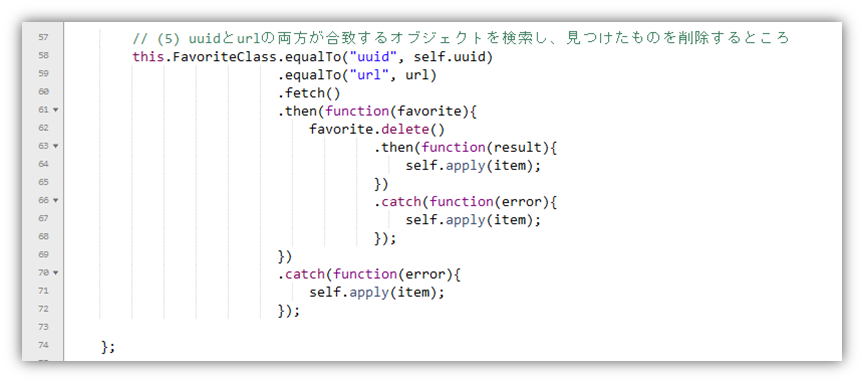 57 // (5) uuidとurlの両方が合致するオブジェクトを検索し、見つけたものを削除するところ
58 this.FavoriteClass.equalTo("uuid", self.uuid)
59 .equalTo("url", url)
60 .fetch()
61 .then(function(favorite){
62 favorite.delete()
63 .then(function(result){
64 self.apply(item);
65 })
66 .catch(function(error){
67 self.apply(item);
68 });
69 })
70 .catch(function(error){
71 self.apply(item);
72 });
73
74 };